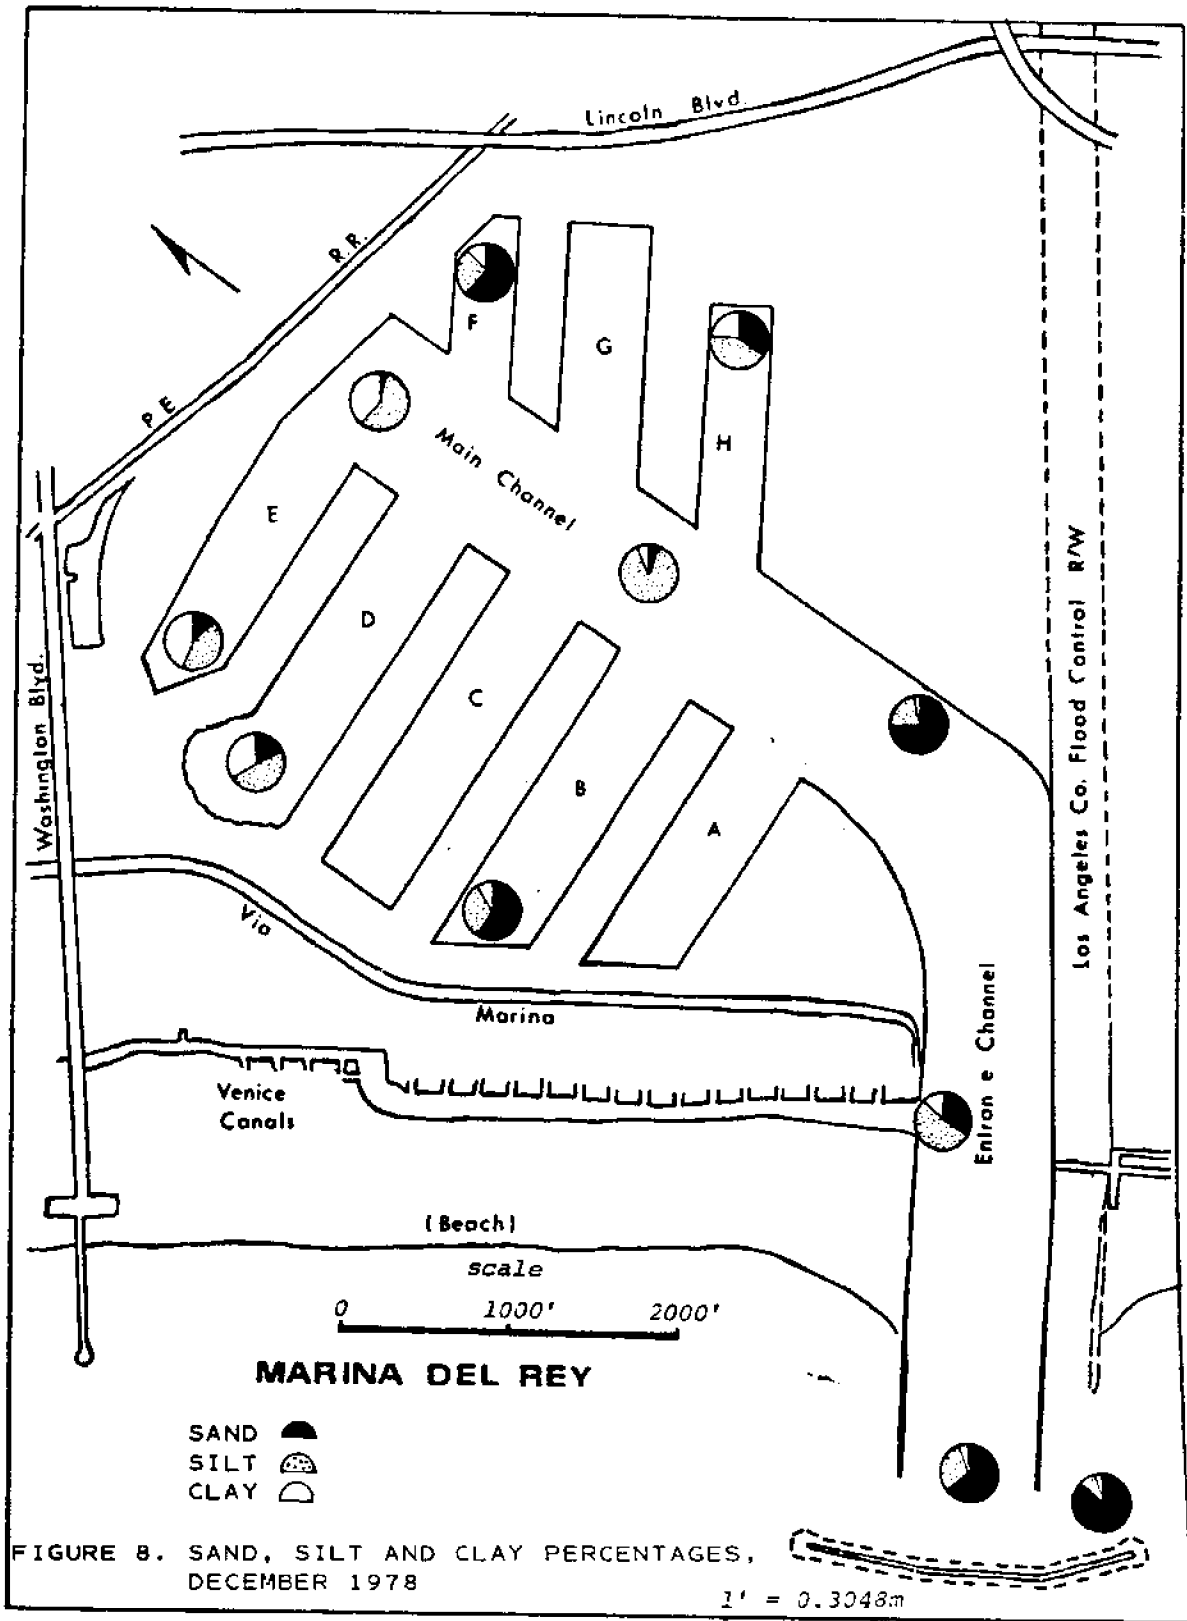 Lincoln Blvd.
R.R.
P E
F
G
H
Main Channel
E
D
C
B
A
Washington Blvd.
Los Angeles Co. Flood Control R/W
Via
Marina
Entran e Channel
Venice
Canals
(Beach)
scale
0 1000' 2000'
MARINA DEL REY
SAND
SILT
CLAY
FIGURE 8. SAND, SILT AND CLAY PERCENTAGES,
DECEMBER 1978
1' = 0.3048m